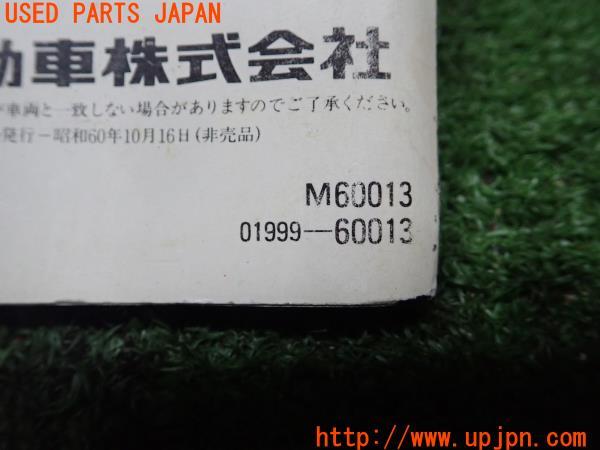 USED PARTS JAPAN
動車株式会社
車両と一致しない場合がありますのでご了承ください。
発行－昭和60年10月16日(非売品)
M60013
01999—60013
http://www.upjpn.com